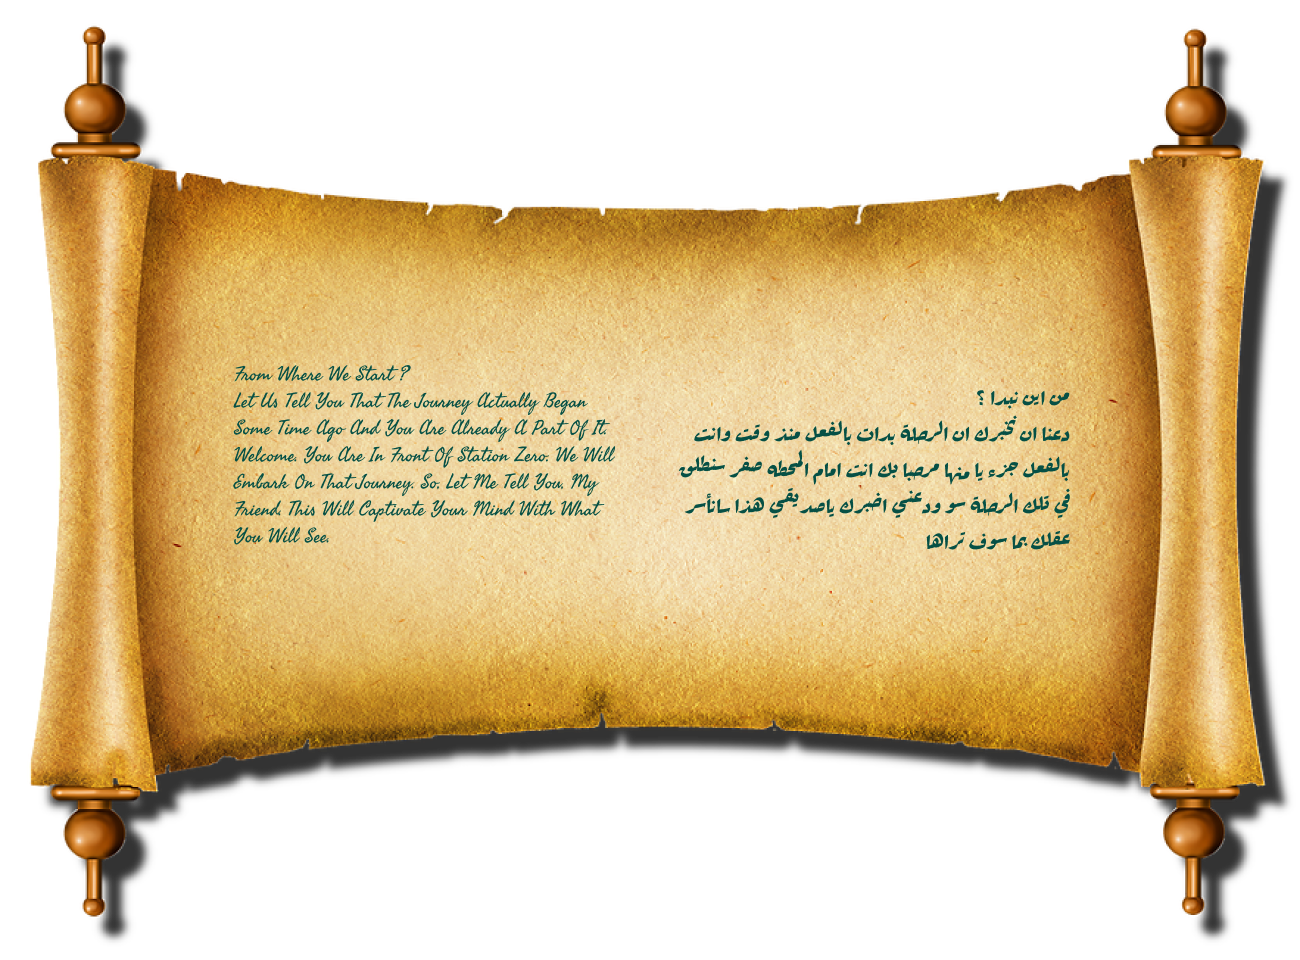 From Where We Start ?
Let Us Tell You That The Journey Actually Began
Some Time Ago And You Are Already A Part Of It.
Welcome. You Are In Front Of Station Zero. We Will
Embark On That Journey. So, Let Me Tell You, My
Friend, This Will Captivate Your Mind With What
You Will See.
من اين نبدا ؟
دعنا ان نخبرك ان الرحلة بدات بالفعل منذ وقت وانت
بالفعل جزء يا منها مرحبا بك انت امام المحطه صفر سنطلق
في تلك الرحلة سو ودعني اخبرك ياصديقي هذا سانأسر
عقلك بما سوف تراها